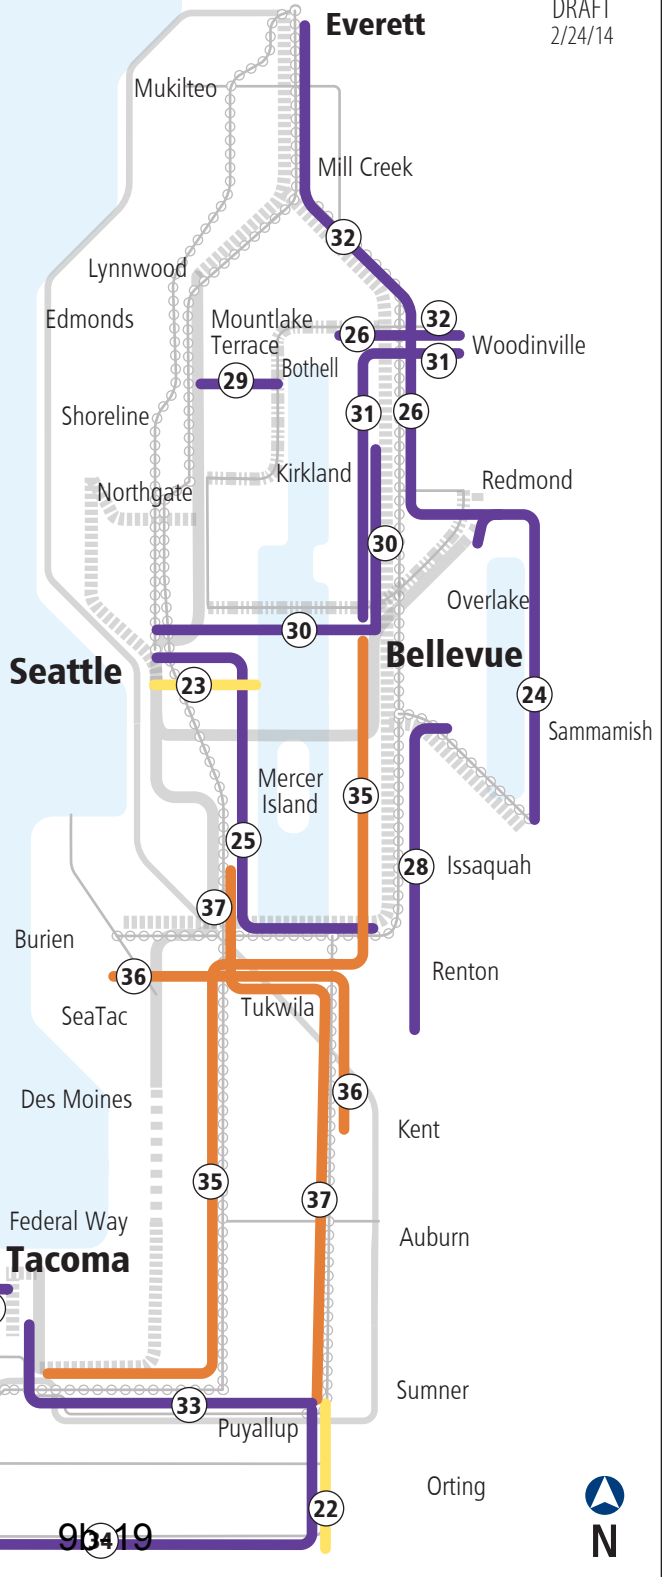 DRAFT
2/24/14
Everett
Mukilteo
Mill Creek
32
Lynnwood
Edmonds
Mountlake
Terrace
32
26
Woodinville
31
Bothell
29
Shoreline
31
26
Kirkland
Redmond
Northgate
30
Overlake
30
Bellevue
Seattle
23
24
Sammamish
Mercer
Island
35
25
28
Issaquah
37
Burien
36
Renton
SeaTac
Tukwila
Des Moines
36
Kent
35
37
Federal Way
Auburn
Tacoma
Sumner
33
Puyallup
Orting
22
9b-19
34
N